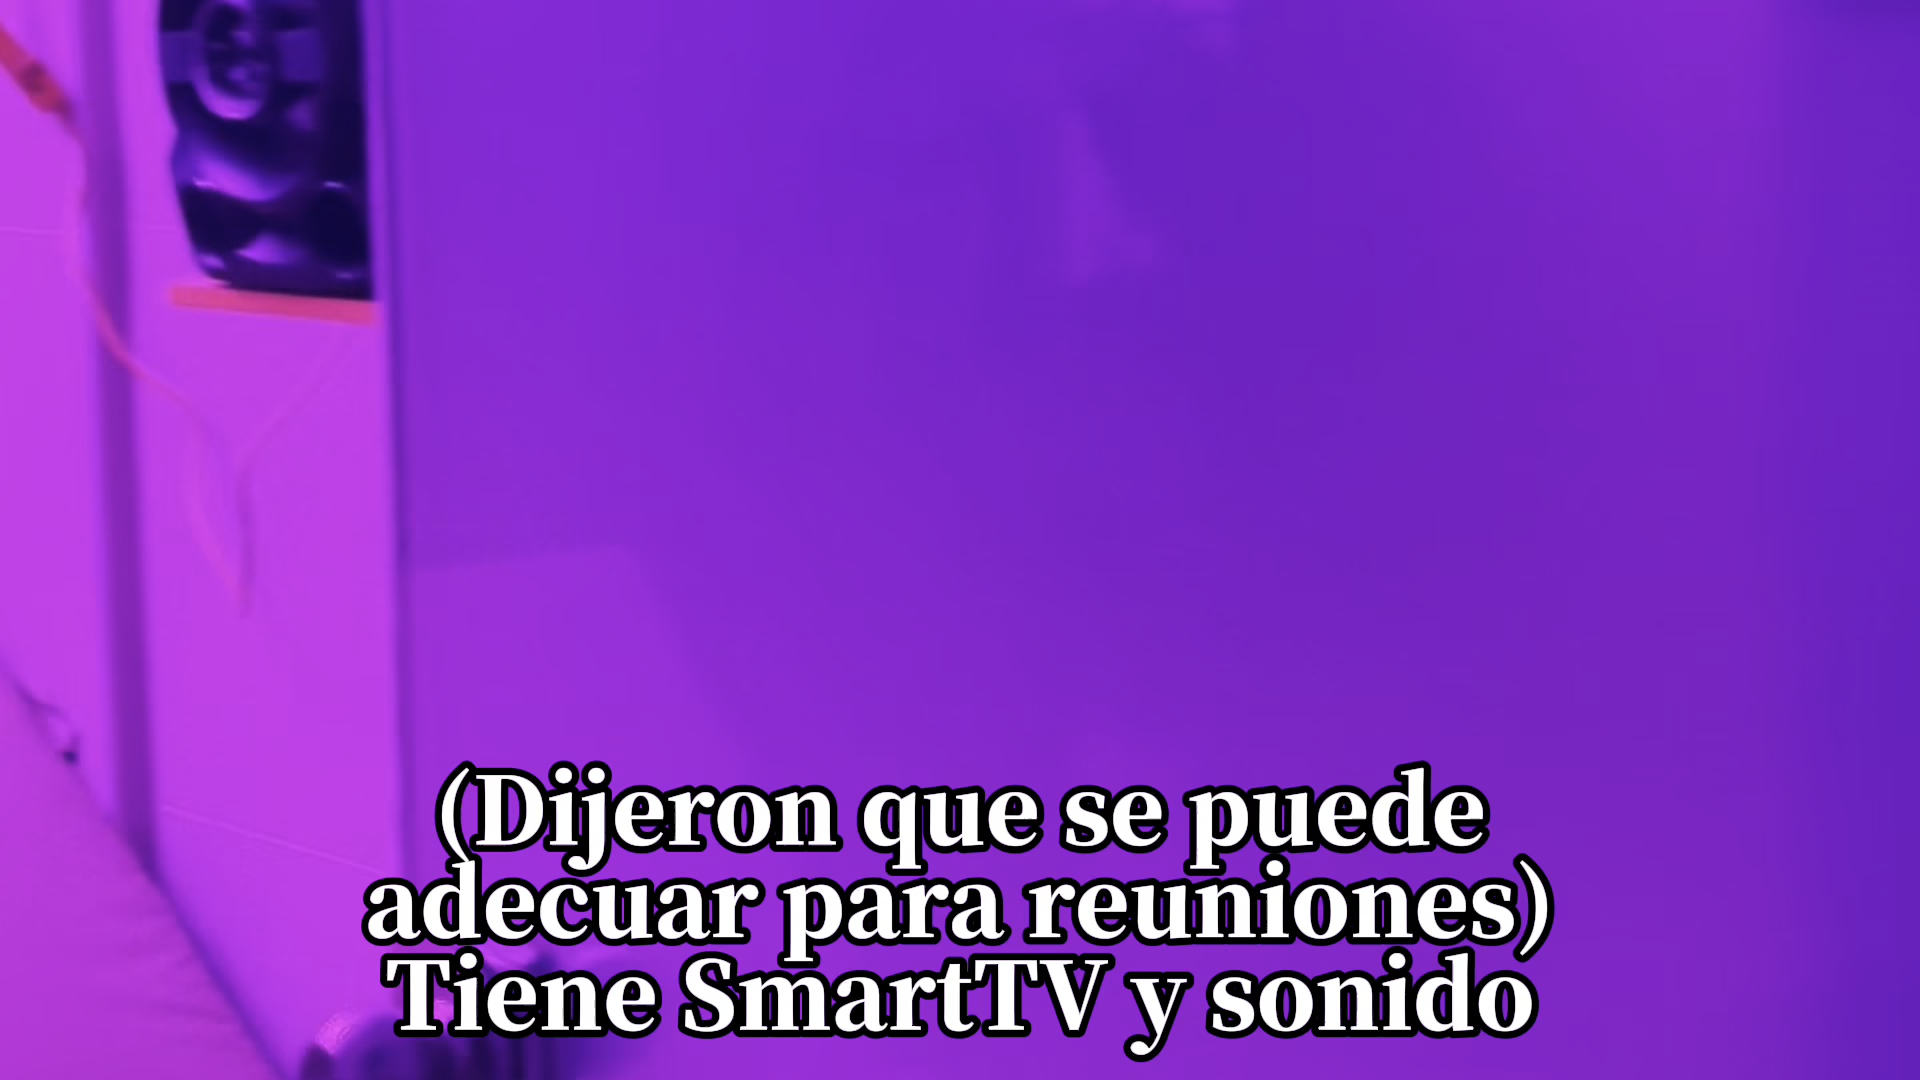 (Dijeron que se puede
adecuar para reuniones)
Tiene SmartTV y sonido